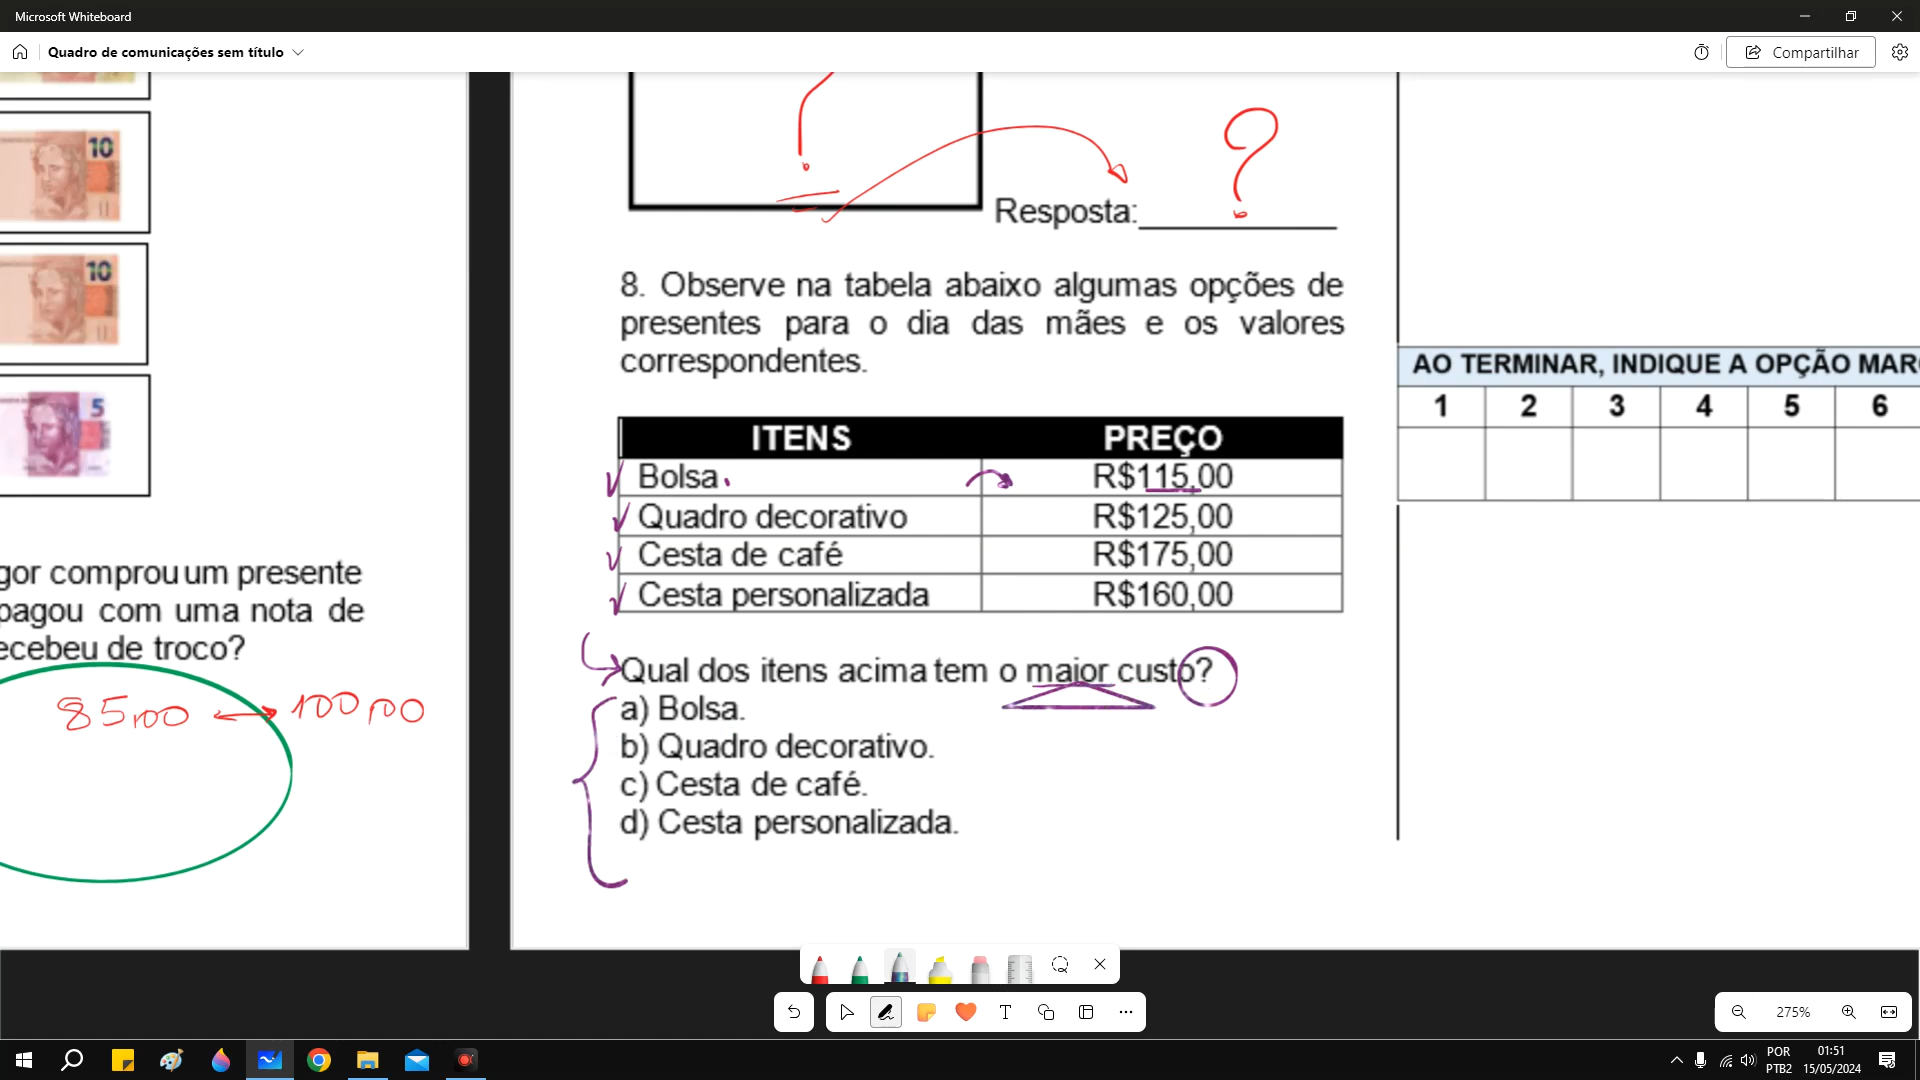 Microsoft Whiteboard
Quadro de comunicações sem título
Compartilhar
10
10
5
gor comprou um presente
pagou com uma nota de
ecebeu de troco?
85,00 100,00
?
?
Resposta:
8. Observe na tabela abaixo algumas opções de
presentes para o dia das mães e os valores
correspondentes.
ITENS PREÇO
Bolsa R$115,00
Quadro decorativo R$125,00
Cesta de café R$175,00
Cesta personalizada R$160,00
Qual dos itens acima tem o maior custo?
a) Bolsa.
b) Quadro decorativo.
c) Cesta de café.
d) Cesta personalizada.
AO TERMINAR, INDIQUE A OPÇÃO MAR
1 2 3 4 5 6
T
275%
POR
PTB2
01:51
15/05/2024